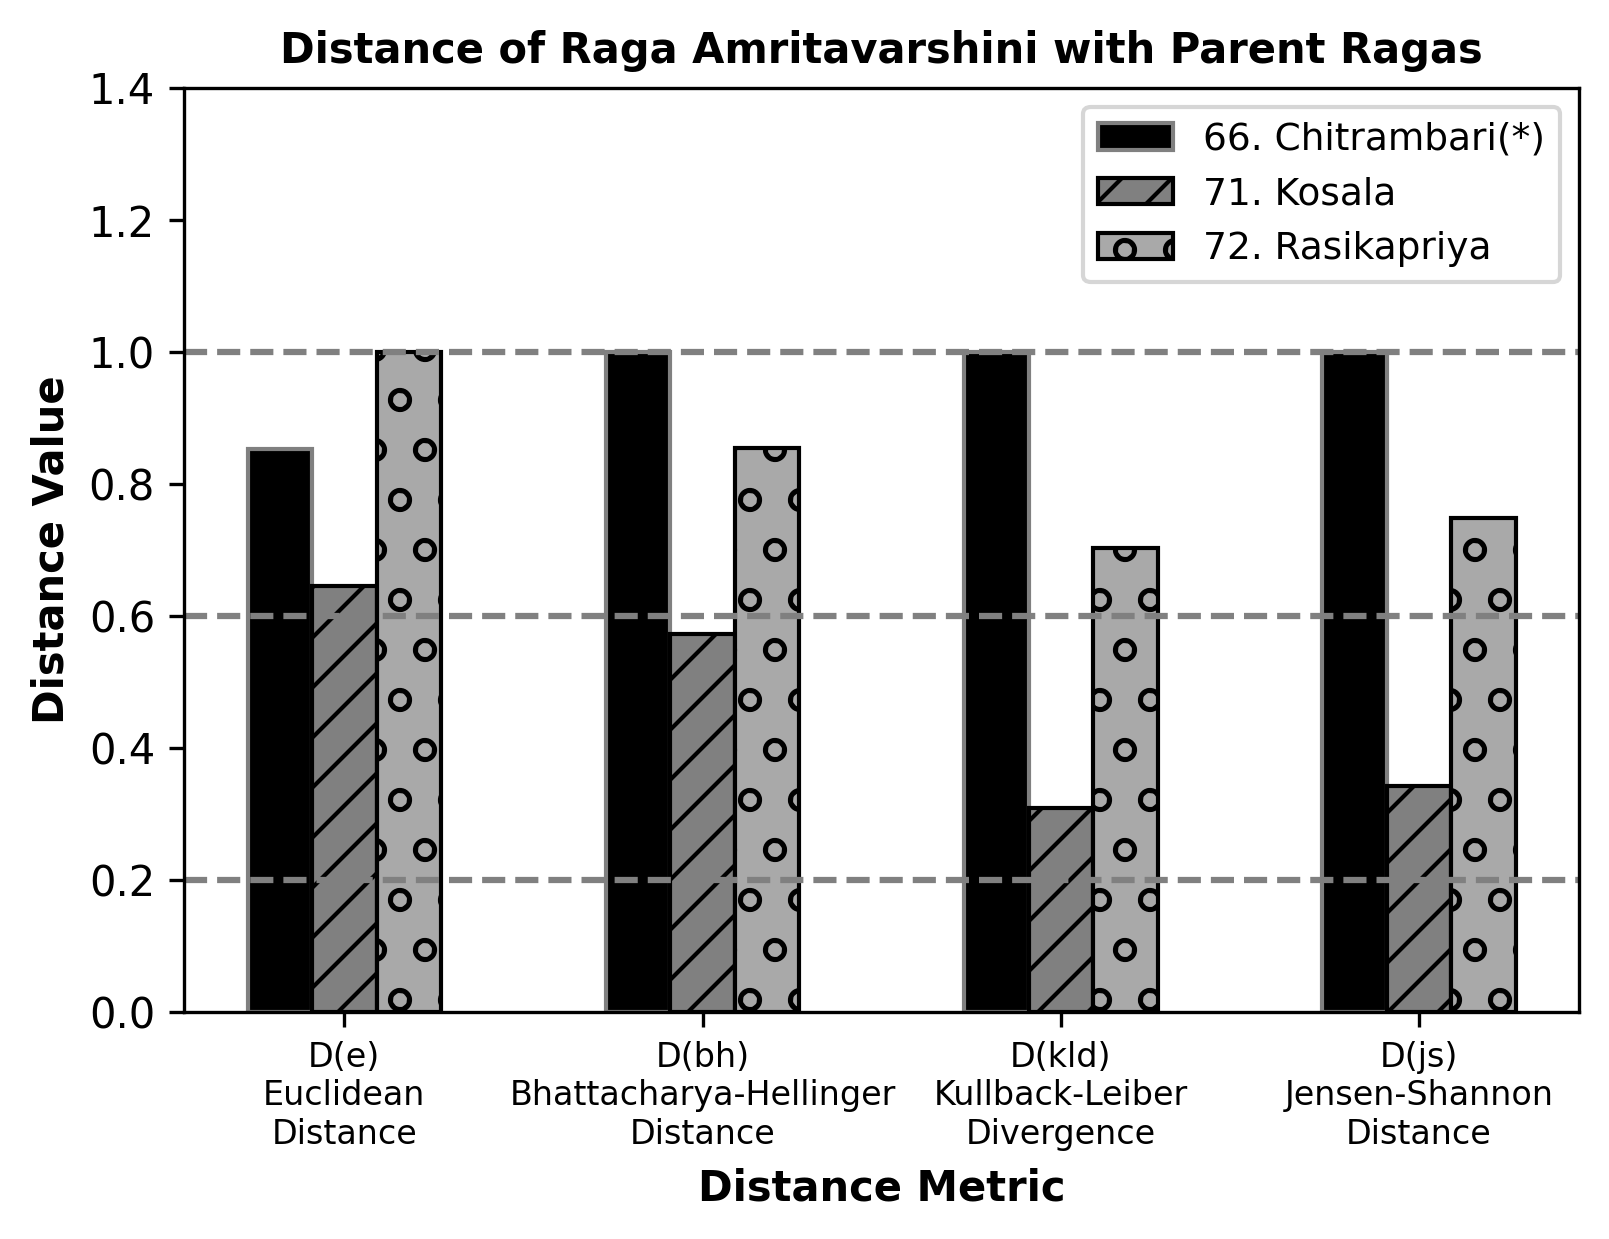 Distance of Raga Amritavarshini with Parent Ragas
1.4
1.2
1.0
0.8
0.6
0.4
0.2
0.0
Distance Value
66. Chitrambari(*)
71. Kosala
72. Rasikapriya
D(e)
Euclidean
Distance
D(bh)
Bhattacharya-Hellinger
Distance
D(kld)
Kullback-Leiber
Divergence
D(js)
Jensen-Shannon
Distance
Distance Metric